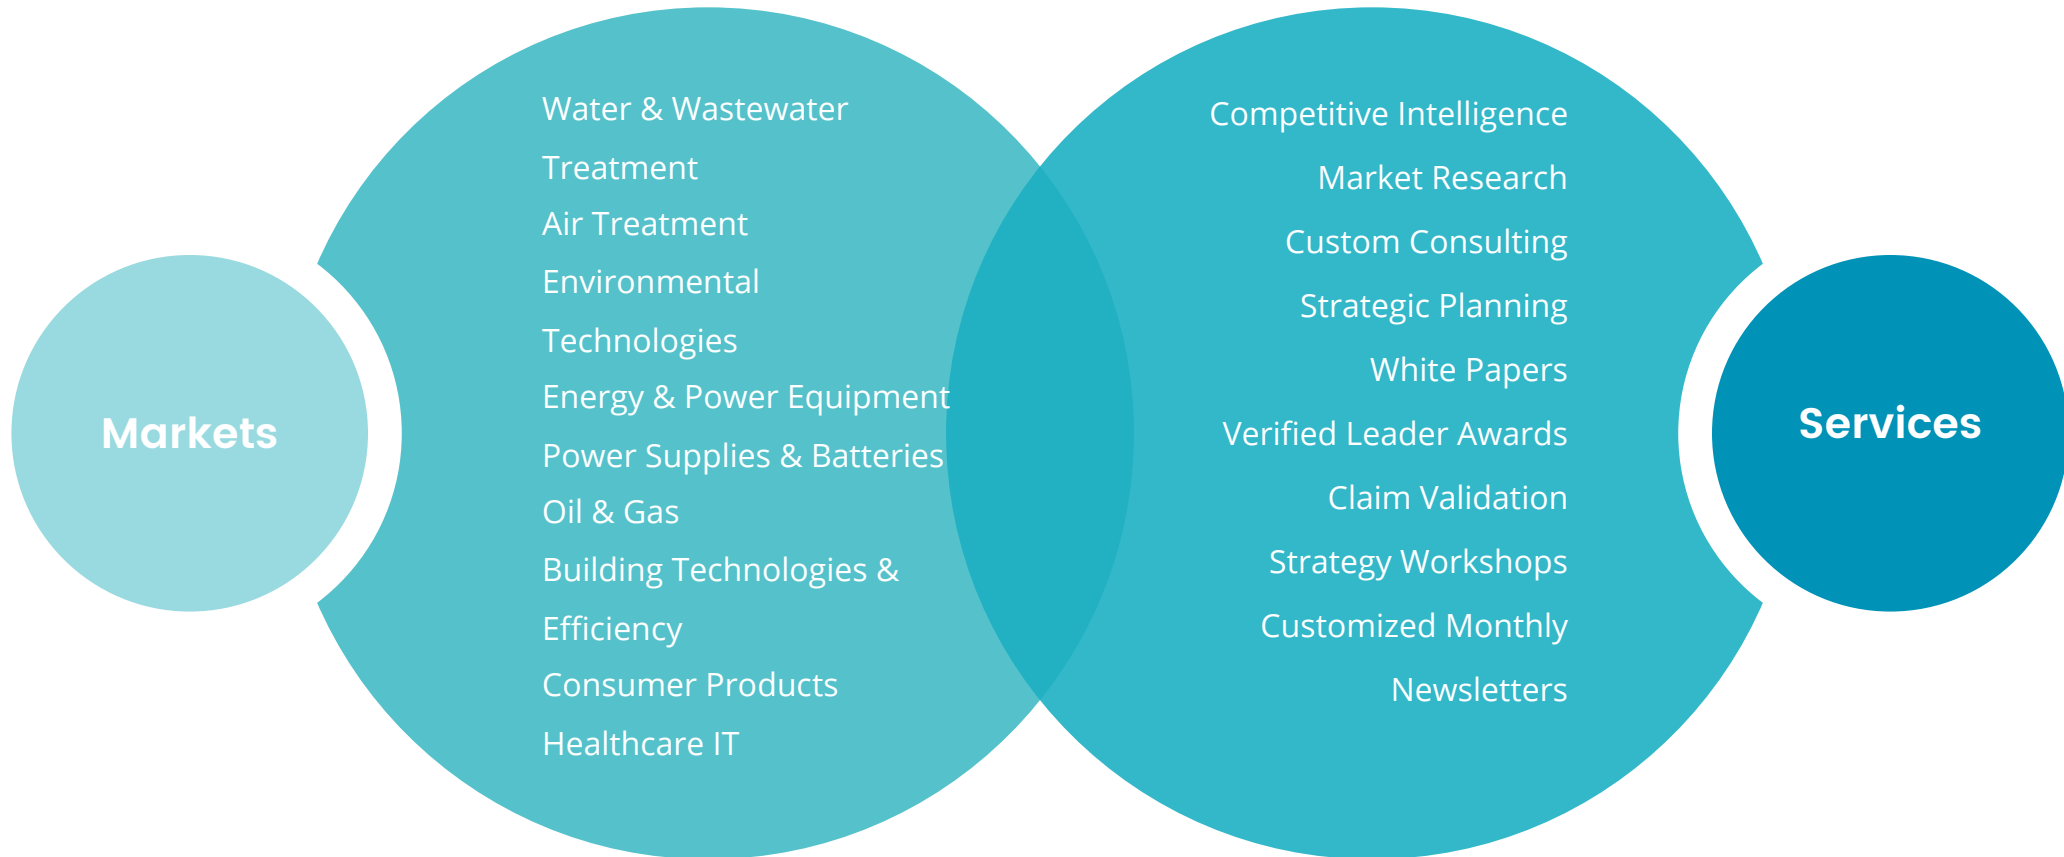 Markets
Water & Wastewater
Treatment
Air Treatment
Environmental
Technologies
Energy & Power Equipment
Power Supplies & Batteries
Oil & Gas
Building Technologies &
Efficiency
Consumer Products
Healthcare IT
Competitive Intelligence
Market Research
Custom Consulting
Strategic Planning
White Papers
Verified Leader Awards
Claim Validation
Strategy Workshops
Customized Monthly
Newsletters
Services